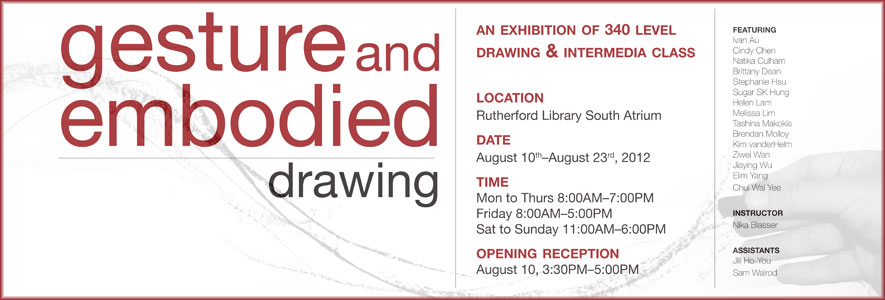 gesture and
embodied
drawing
AN EXHIBITION OF 340 LEVEL
DRAWING & INTERMEDIA CLASS
LOCATION
Rutherford Library South Atrium
DATE
August 10th–August 23rd, 2012
TIME
Mon to Thurs 8:00AM–7:00PM
Friday 8:00AM–5:00PM
Sat to Sunday 11:00AM–6:00PM
OPENING RECEPTION
August 10, 3:30PM–5:00PM
FEATURING
Ivan Au
Cindy Chen
Natika Culham
Brittany Dean
Stephanie Hsu
Sugar SK Hung
Helen Lam
Melissa Lim
Tashina Makokis
Brendan Molloy
Kim vanderHelm
Ziwei Wan
Jiaying Wu
Elim Yang
Chui Wai Yee
INSTRUCTOR
Nika Blasser
ASSISTANTS
Jill Ho-You
Sam Walrod